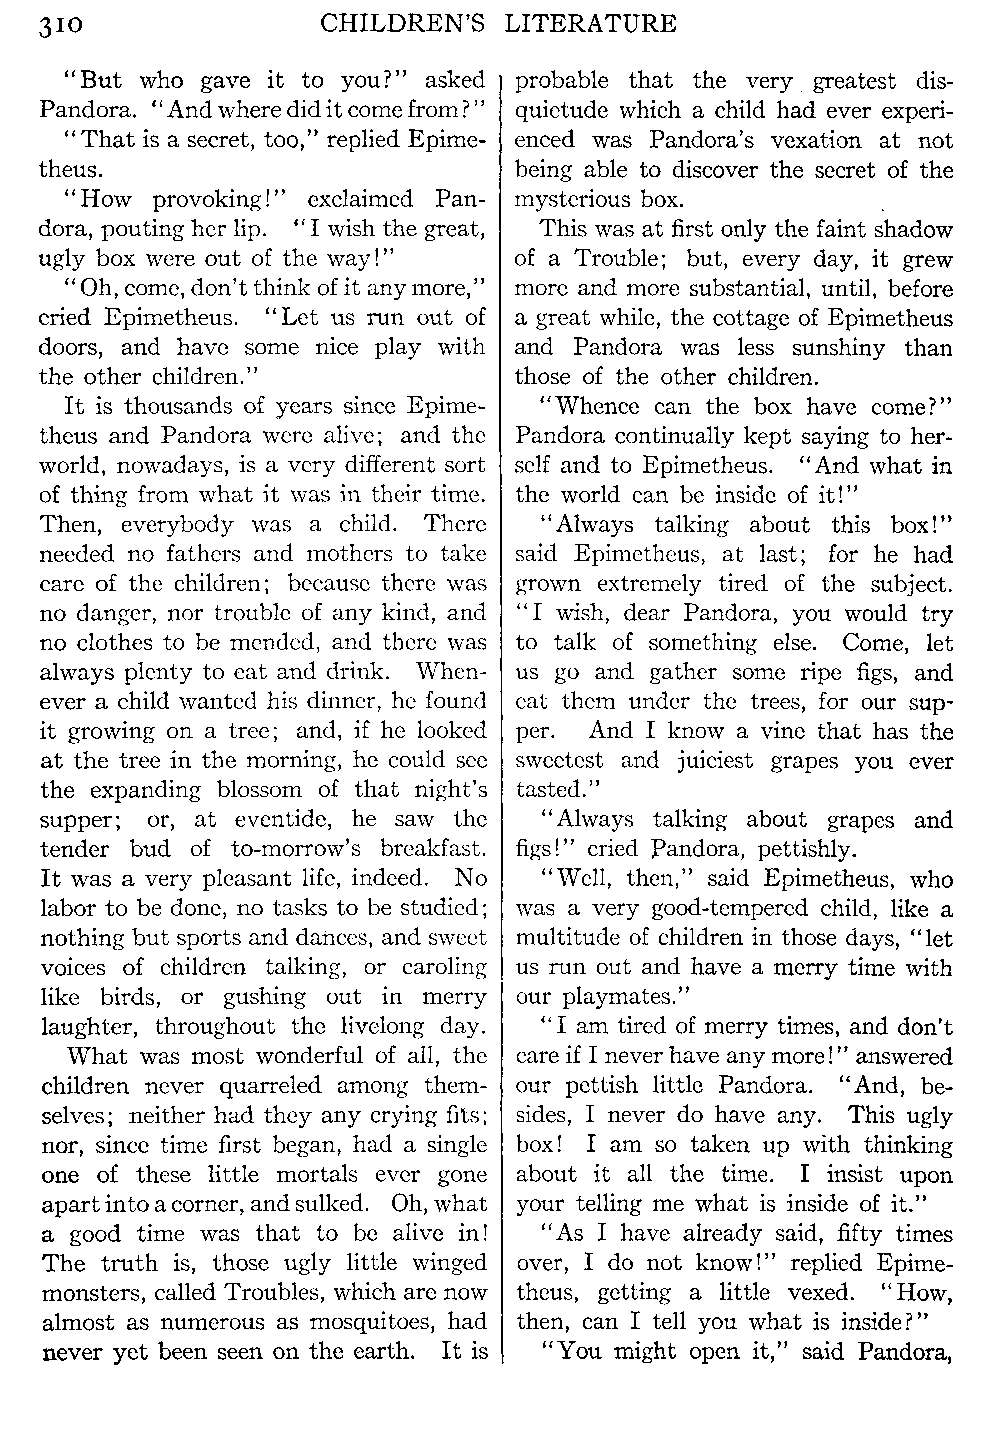 310 CHILDREN'S LITERATURE
"But who gave it to you?" asked
Pandora. "And where did it come from?"
"That is a secret, too," replied Epime-
theus.
"How provoking!" exclaimed Pan-
dora, pouting her lip. "I wish the great,
ugly box were out of the way!"
"Oh, come, don't think of it any more,"
cried Epimetheus. "Let us run out of
doors, and have some nice play with
the other children."
It is thousands of years since Epime-
theus and Pandora were alive; and the
world, nowadays, is a very different sort
of thing from what it was in their time.
Then, everybody was a child. There
needed no fathers and mothers to take
care of the children; because there was
no danger, nor trouble of any kind, and
no clothes to be mended, and there was
always plenty to eat and drink. When-
ever a child wanted his dinner, he found
it growing on a tree; and, if he looked
at the tree in the morning, he could see
the expanding blossom of that night's
supper; or, at eventide, he saw the
tender bud of to-morrow's breakfast.
It was a very pleasant life, indeed. No
labor to be done, no tasks to be studied;
nothing but sports and dances, and sweet
voices of children talking, or caroling
like birds, or gushing out in merry
laughter, throughout the livelong day.
What was most wonderful of all, the
children never quarreled among them-
selves; neither had they any crying fits;
nor, since time first began, had a single
one of these little mortals ever gone
apart into a corner, and sulked. Oh, what
a good time was that to be alive in!
The truth is, those ugly little winged
monsters, called Troubles, which are now
almost as numerous as mosquitoes, had
never yet been seen on the earth. It is
probable that the very greatest dis-
quietude which a child had ever experi-
enced was Pandora's vexation at not
being able to discover the secret of the
mysterious box.
This was at first only the faint shadow
of a Trouble; but, every day, it grew
more and more substantial, until, before
a great while, the cottage of Epimetheus
and Pandora was less sunshiny than
those of the other children.
"Whence can the box have come?"
Pandora continually kept saying to her-
self and to Epimetheus. "And what in
the world can be inside of it!"
"Always talking about this box!"
said Epimetheus, at last; for he had
grown extremely tired of the subject.
"I wish, dear Pandora, you would try
to talk of something else. Come, let
us go and gather some ripe figs, and
eat them under the trees, for our sup-
per. And I know a vine that has the
sweetest and juiciest grapes you ever
tasted."
"Always talking about grapes and
figs!" cried Pandora, pettishly.
"Well, then," said Epimetheus, who
was a very good-tempered child, like a
multitude of children in those days, "let
us run out and have a merry time with
our playmates."
"I am tired of merry times, and don't
care if I never have any more!" answered
our pettish little Pandora. "And, be-
sides, I never do have any. This ugly
box! I am so taken up with thinking
about it all the time. I insist upon
your telling me what is inside of it."
"As I have already said, fifty times
over, I do not know!" replied Epime-
theus, getting a little vexed. "How,
then, can I tell you what is inside?"
"You might open it," said Pandora,